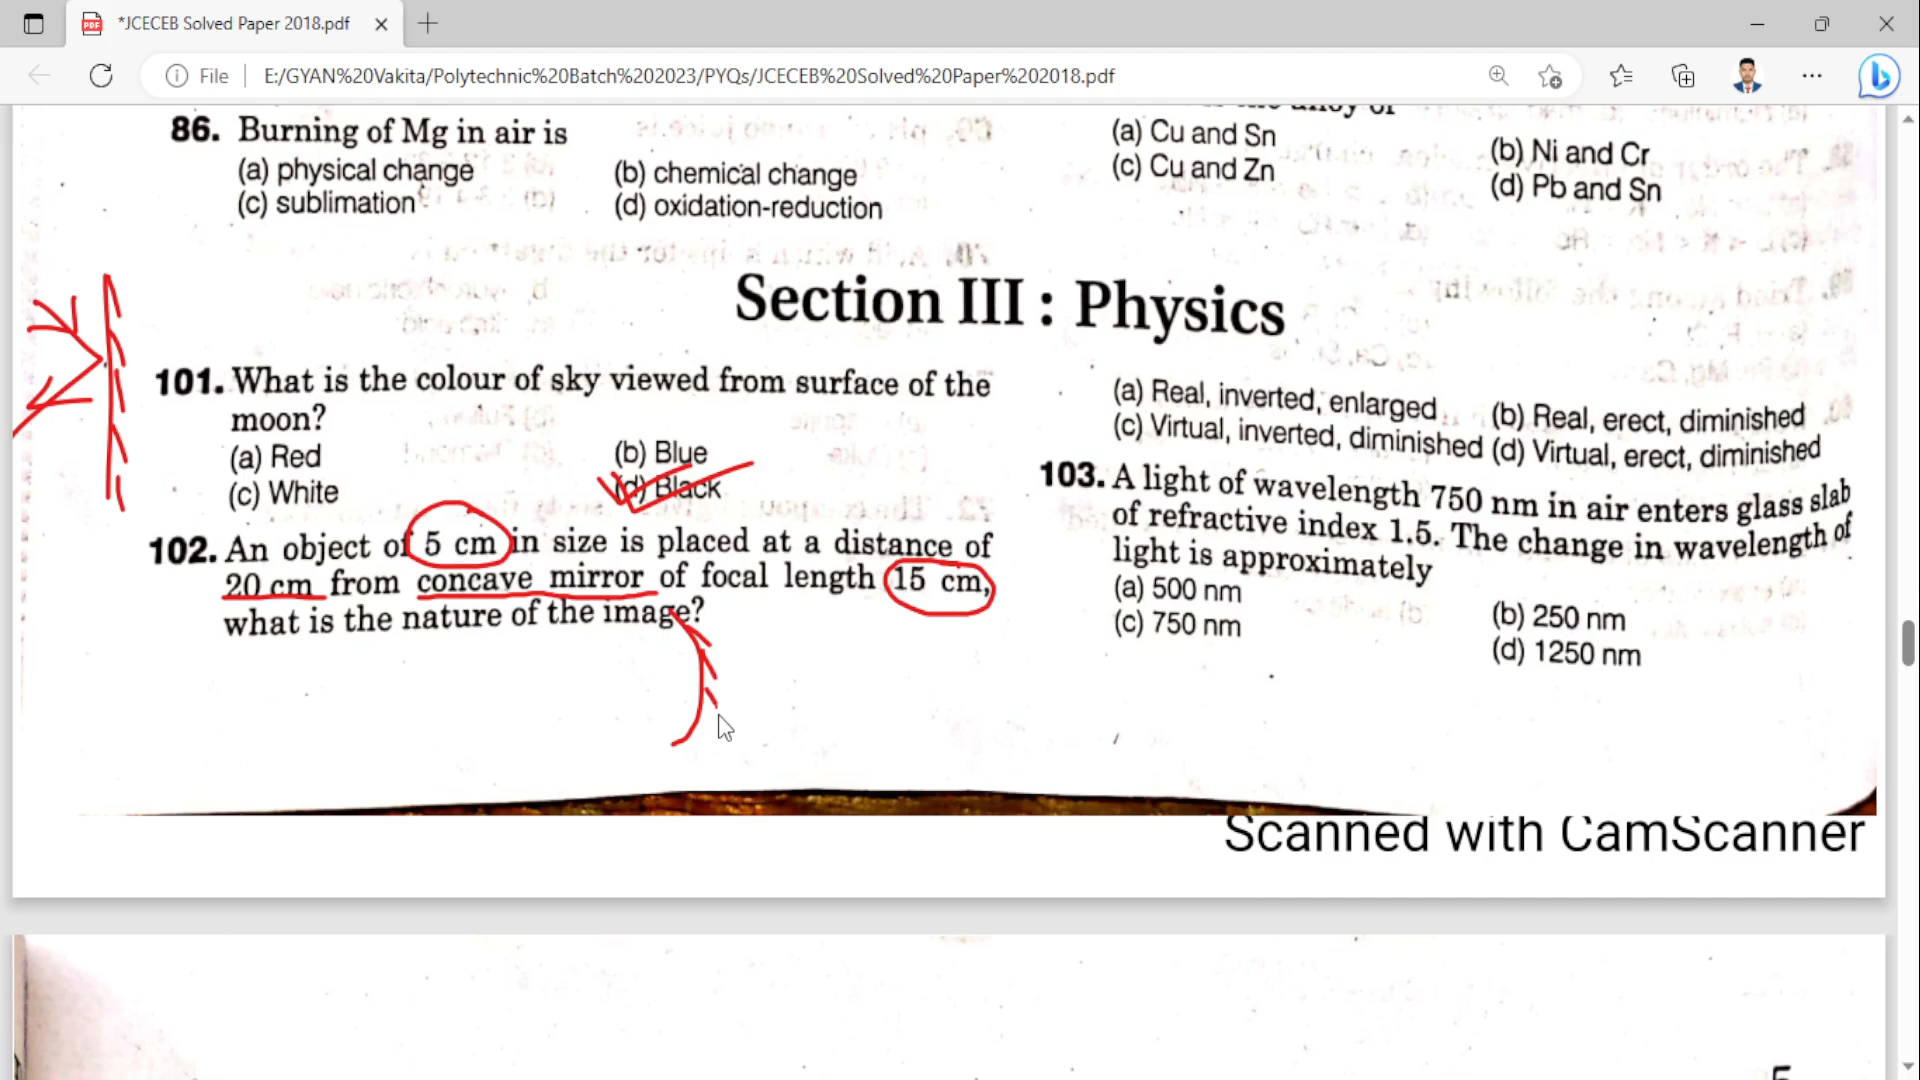 *JCECEB Solved Paper 2018.pdf
File
E:/GYAN%20Vakita/Polytechnic%20Batch%202023/PYQs/JCECEB%20Solved%20Paper%202018.pdf
86. Burning of Mg in air is
(a) physical change
(b) chemical change
(c) sublimation
(d) oxidation-reduction
the alloy of
(a) Cu and Sn
(b) Ni and Cr
(c) Cu and Zn
(d) Pb and Sn
Section III : Physics
101. What is the colour of sky viewed from surface of the
moon?
(a) Red
(b) Blue
(c) White
(d) Black
102. An object of 5 cm in size is placed at a distance of
20 cm from concave mirror of focal length 15 cm,
what is the nature of the image?
(a) Real, inverted, enlarged
(b) Real, erect, diminished
(c) Virtual, inverted, diminished
(d) Virtual, erect, diminished
103. A light of wavelength 750 nm in air enters glass slab
of refractive index 1.5. The change in wavelength of
light is approximately
(a) 500 nm
(b) 250 nm
(c) 750 nm
(d) 1250 nm
Scanned with CamScanner